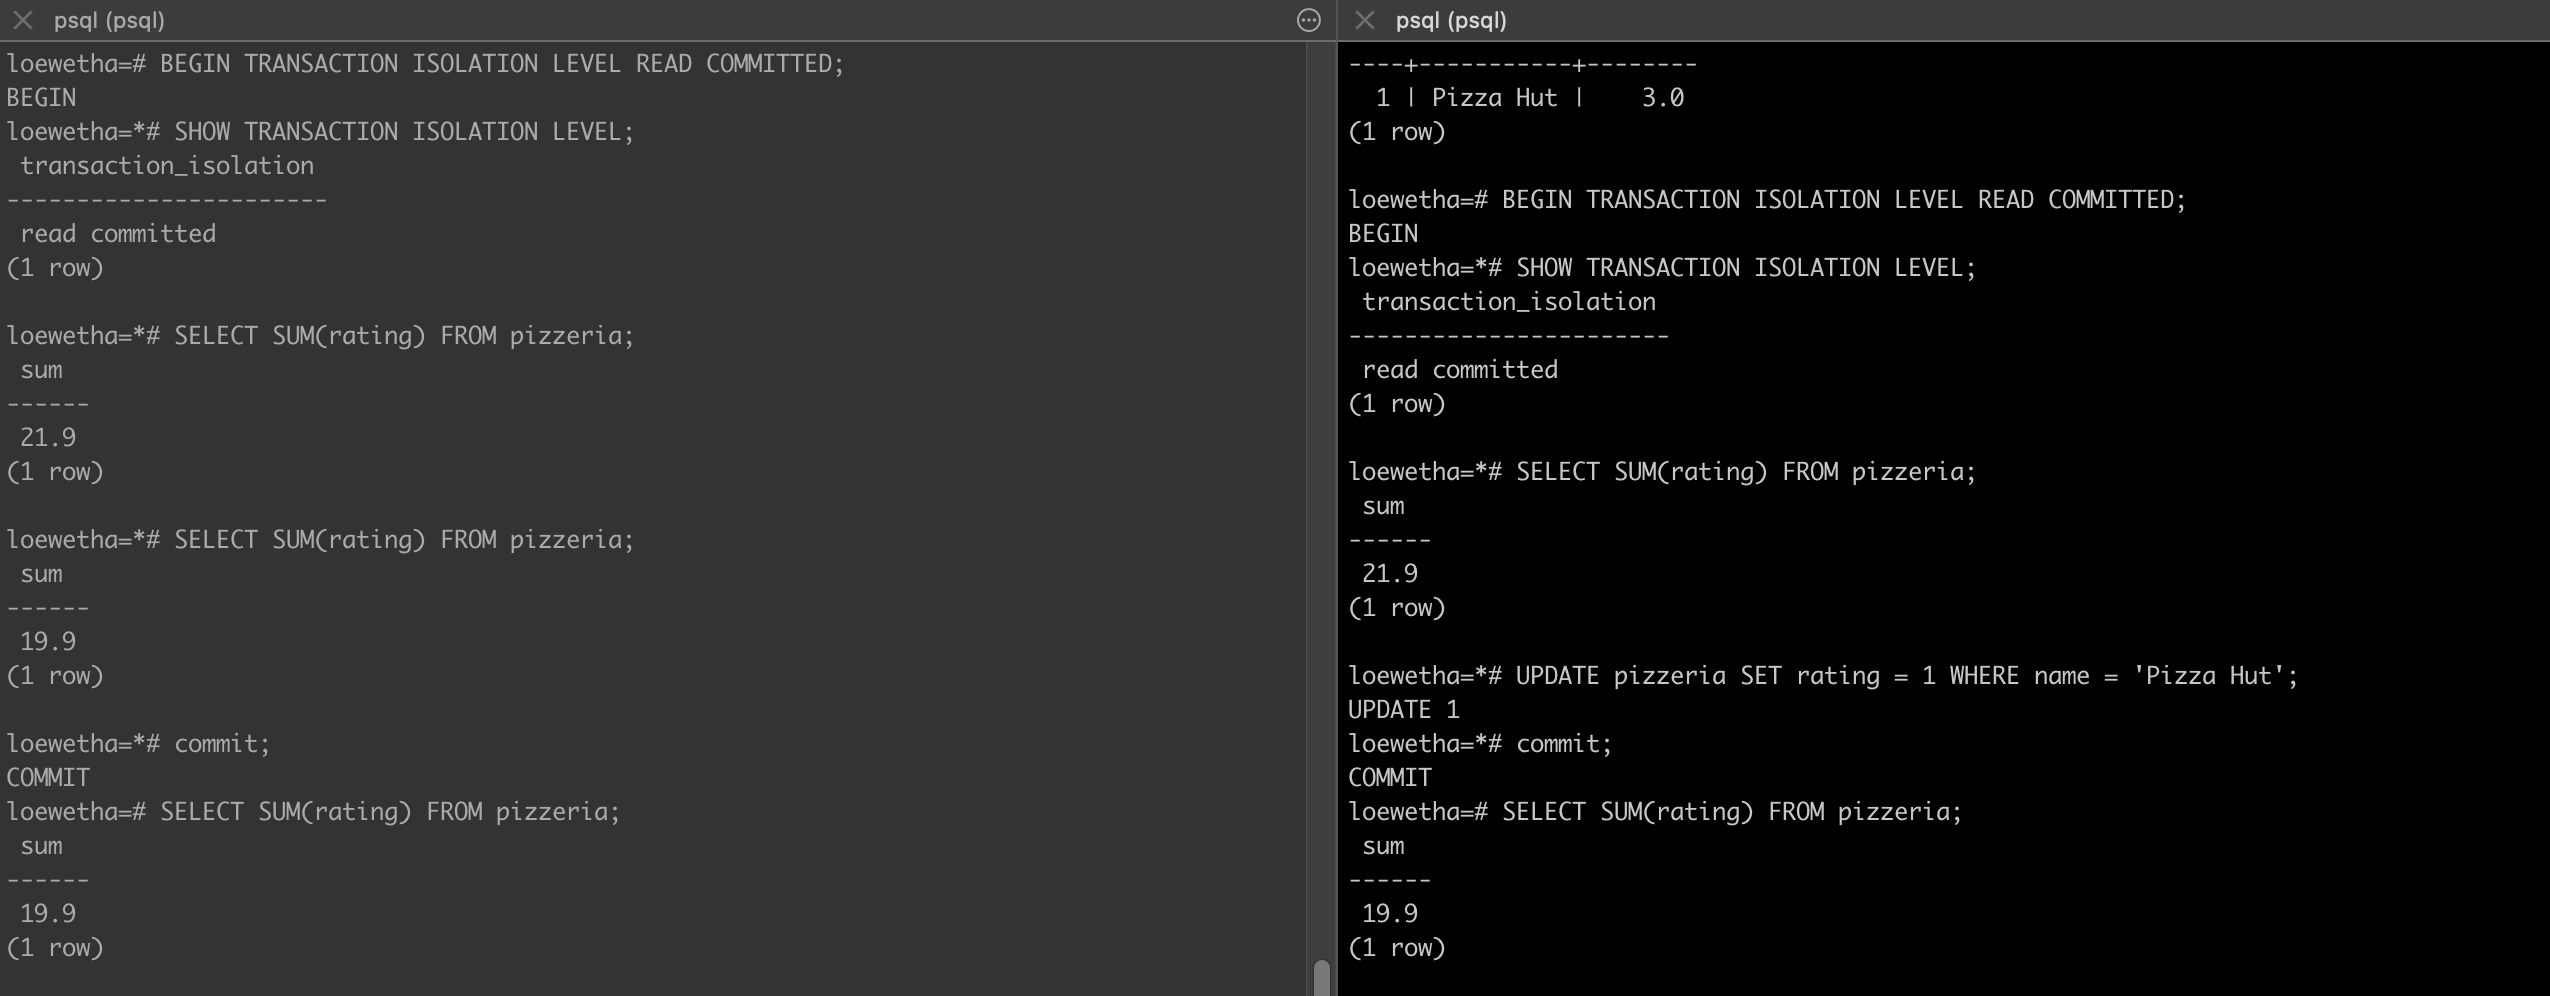 psql (psql)
loewetha=# BEGIN TRANSACTION ISOLATION LEVEL READ COMMITTED;
BEGIN
loewetha=*# SHOW TRANSACTION ISOLATION LEVEL;
 transaction_isolation
-----------------------
 read committed
(1 row)

loewetha=*# SELECT SUM(rating) FROM pizzeria;
 sum
------
 21.9
(1 row)

loewetha=*# SELECT SUM(rating) FROM pizzeria;
 sum
------
 19.9
(1 row)

loewetha=*# commit;
COMMIT
loewetha=# SELECT SUM(rating) FROM pizzeria;
 sum
------
 19.9
(1 row)

psql (psql)
----+-----------+--------
  1 | Pizza Hut |    3.0
(1 row)

loewetha=# BEGIN TRANSACTION ISOLATION LEVEL READ COMMITTED;
BEGIN
loewetha=*# SHOW TRANSACTION ISOLATION LEVEL;
 transaction_isolation
-----------------------
 read committed
(1 row)

loewetha=*# SELECT SUM(rating) FROM pizzeria;
 sum
------
 21.9
(1 row)

loewetha=*# UPDATE pizzeria SET rating = 1 WHERE name = 'Pizza Hut';
UPDATE 1
loewetha=*# commit;
COMMIT
loewetha=# SELECT SUM(rating) FROM pizzeria;
 sum
------
 19.9
(1 row)